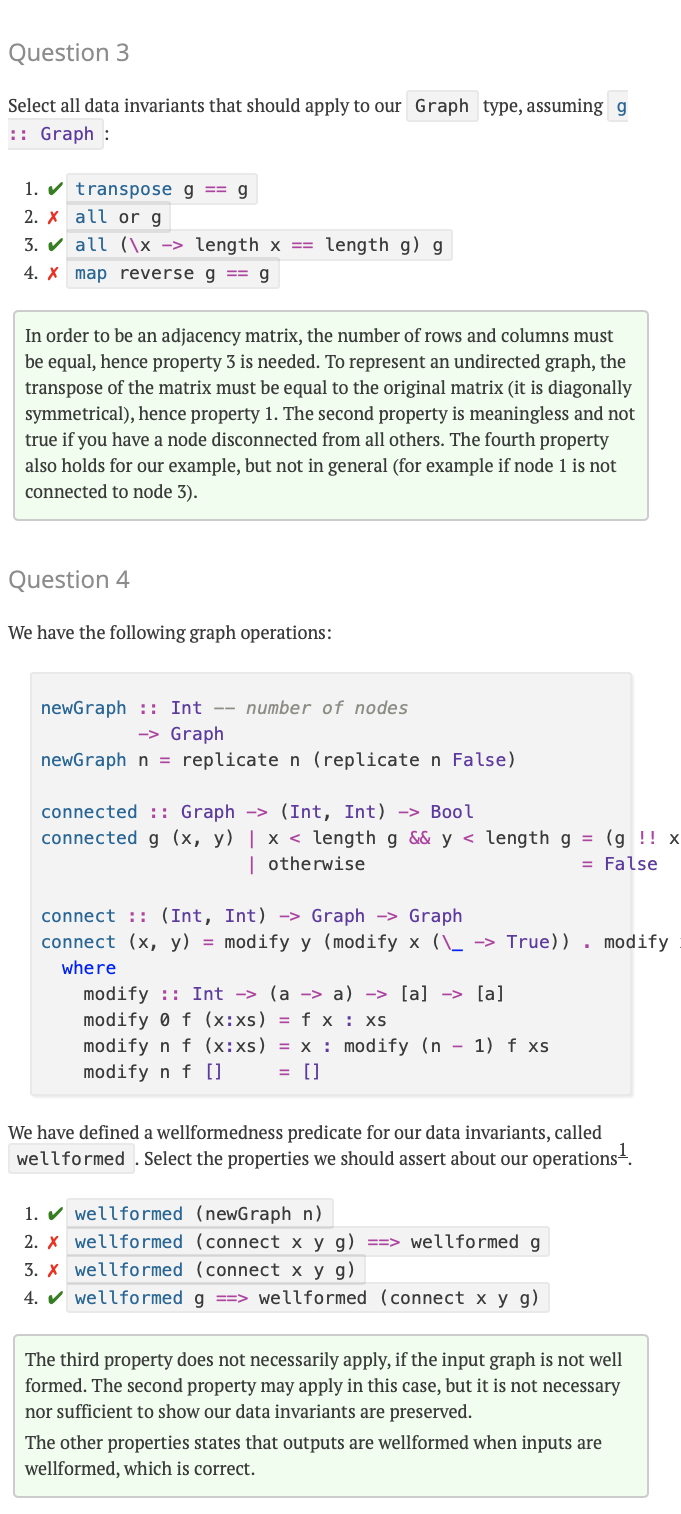 Question 3
Select all data invariants that should apply to our Graph type, assuming g
:: Graph :
1. ✔ transpose g == g
2. ✗ all or g
3. ✔ all (\x -> length x == length g) g
4. ✗ map reverse g == g
In order to be an adjacency matrix, the number of rows and columns must
be equal, hence property 3 is needed. To represent an undirected graph, the
transpose of the matrix must be equal to the original matrix (it is diagonally
symmetrical), hence property 1. The second property is meaningless and not
true if you have a node disconnected from all others. The fourth property
also holds for our example, but not in general (for example if node 1 is not
connected to node 3).
Question 4
We have the following graph operations:
newGraph :: Int -- number of nodes
         -> Graph
newGraph n = replicate n (replicate n False)
connected :: Graph -> (Int, Int) -> Bool
connected g (x, y) | x < length g && y < length g = (g !! x
                   | otherwise                    = False
connect :: (Int, Int) -> Graph -> Graph
connect (x, y) = modify y (modify x (\_ -> True)) . modify
  where
    modify :: Int -> (a -> a) -> [a] -> [a]
    modify 0 f (x:xs) = f x : xs
    modify n f (x:xs) = x : modify (n - 1) f xs
    modify n f []     = []
We have defined a wellformedness predicate for our data invariants, called
wellformed . Select the properties we should assert about our operations1.
1. ✔ wellformed (newGraph n)
2. ✗ wellformed (connect x y g) ==> wellformed g
3. ✗ wellformed (connect x y g)
4. ✔ wellformed g ==> wellformed (connect x y g)
The third property does not necessarily apply, if the input graph is not well
formed. The second property may apply in this case, but it is not necessary
nor sufficient to show our data invariants are preserved.
The other properties states that outputs are wellformed when inputs are
wellformed, which is correct.